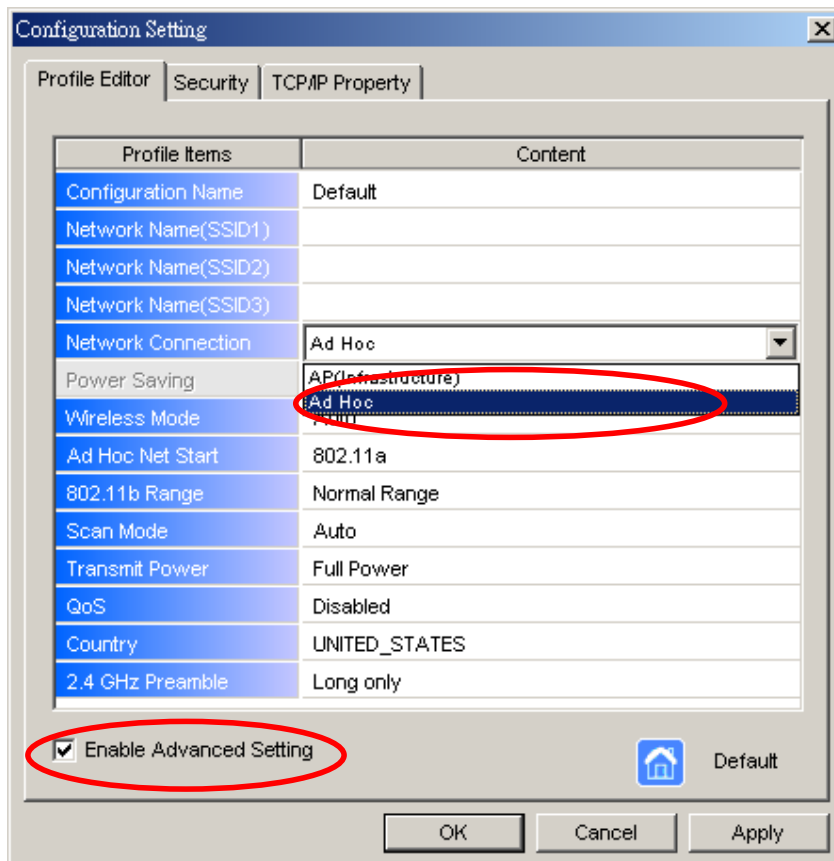 Configuration Setting
Profile Editor Security TCP/IP Property
Profile Items Content
Configuration Name Default
Network Name(SSID1)
Network Name(SSID2)
Network Name(SSID3)
Network Connection Ad Hoc
AP(Infrastructure)
Power Saving
Ad Hoc
Wireless Mode Auto
Ad Hoc Net Start 802.11a
802.11b Range Normal Range
Scan Mode Auto
Transmit Power Full Power
QoS Disabled
Country UNITED_STATES
2.4 GHz Preamble Long only
Enable Advanced Setting Default
OK Cancel Apply